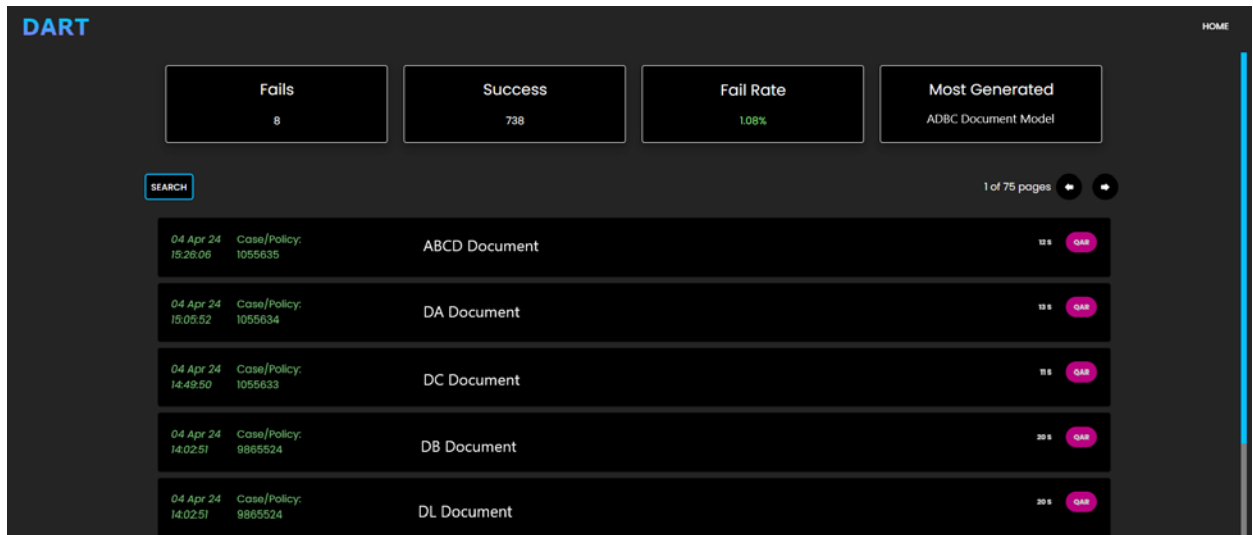 DART
HOME
Fails
Success
Fail Rate
Most Generated
8
738
1.08%
ADBC Document Model
SEARCH
1 of 75 pages
04 Apr 24 Case/Policy:
15:26:06 1055635
ABCD Document
12 s
QAR
04 Apr 24 Case/Policy:
15:05:52 1055634
DA Document
13 s
QAR
04 Apr 24 Case/Policy:
14:49:50 1055633
DC Document
11 s
QAR
04 Apr 24 Case/Policy:
14:02:51 9865524
DB Document
20 s
QAR
04 Apr 24 Case/Policy:
14:02:51 9865524
DL Document
20 s
QAR